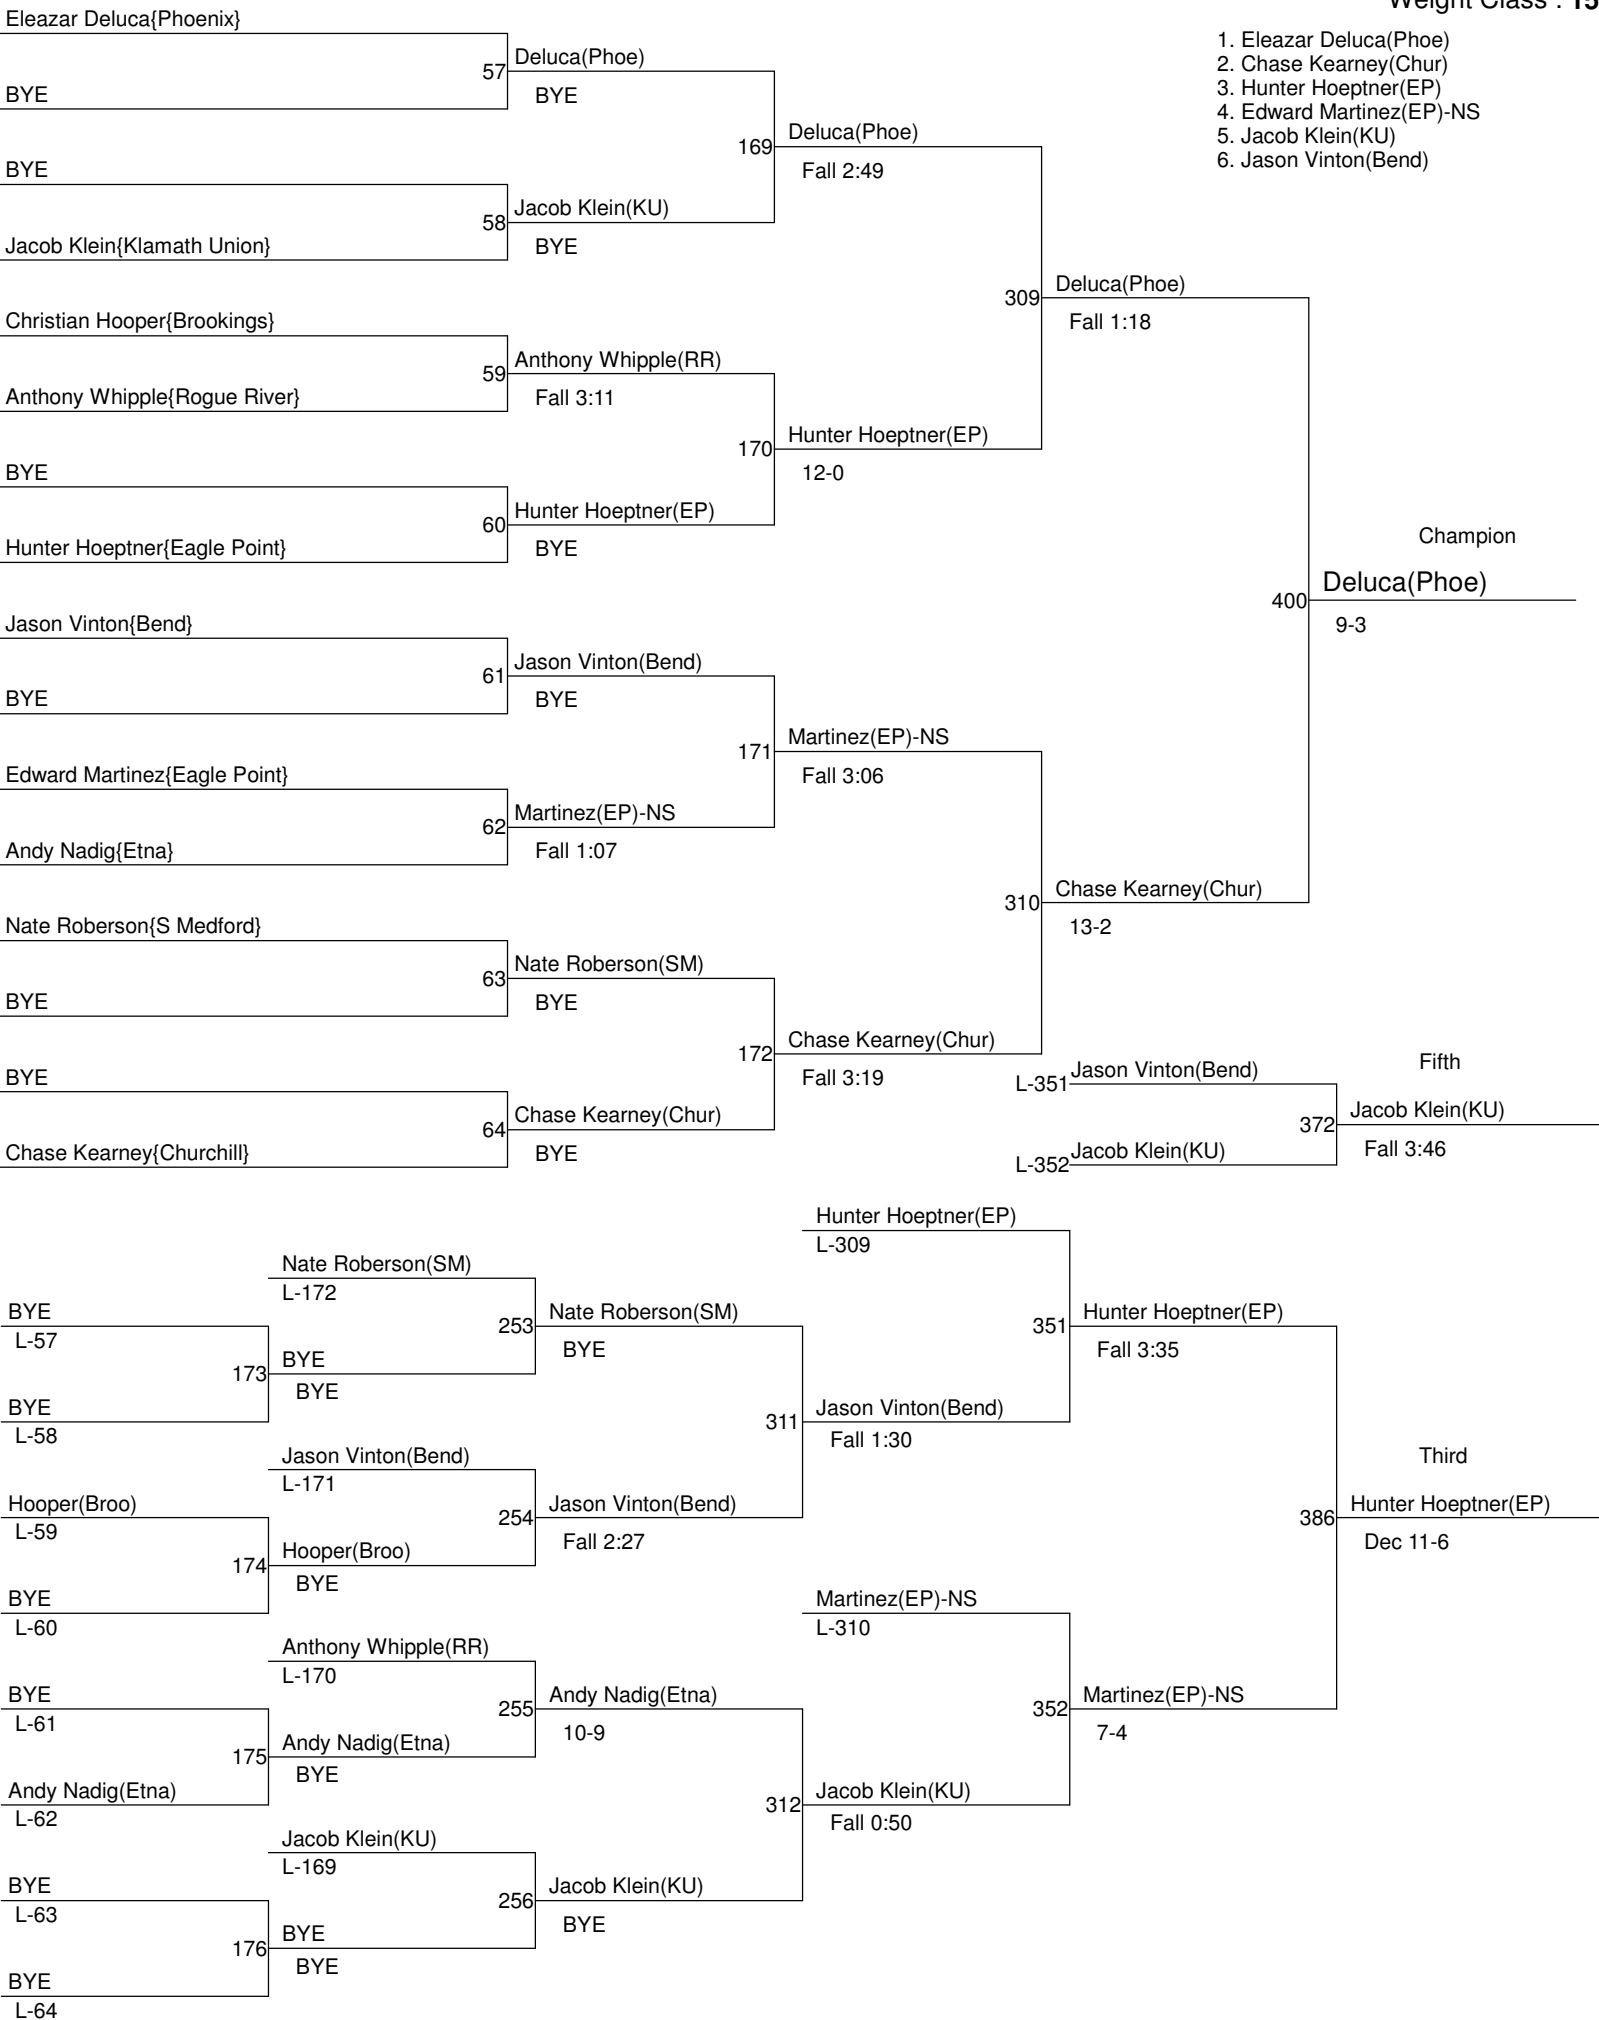 Weight Class : 15
Eleazar Deluca{Phoenix}
1. Eleazar Deluca(Phoe)
2. Chase Kearney(Chur)
3. Hunter Hoeptner(EP)
4. Edward Martinez(EP)-NS
5. Jacob Klein(KU)
6. Jason Vinton(Bend)
57
Deluca(Phoe)
BYE
BYE
169
Deluca(Phoe)
Fall 2:49
BYE
58
Jacob Klein(KU)
Jacob Klein{Klamath Union}
BYE
309
Deluca(Phoe)
Fall 1:18
Christian Hooper{Brookings}
59
Anthony Whipple(RR)
Anthony Whipple{Rogue River}
Fall 3:11
170
Hunter Hoeptner(EP)
12-0
BYE
60
Hunter Hoeptner(EP)
Hunter Hoeptner{Eagle Point}
BYE
Champion
400
Deluca(Phoe)
9-3
Jason Vinton{Bend}
61
Jason Vinton(Bend)
BYE
BYE
171
Martinez(EP)-NS
Fall 3:06
Edward Martinez{Eagle Point}
62
Martinez(EP)-NS
Andy Nadig{Etna}
Fall 1:07
310
Chase Kearney(Chur)
13-2
Nate Roberson{S Medford}
63
Nate Roberson(SM)
BYE
BYE
172
Chase Kearney(Chur)
Fall 3:19
BYE
64
Chase Kearney(Chur)
Chase Kearney{Churchill}
BYE
Fifth
L-351
Jason Vinton(Bend)
372
Jacob Klein(KU)
Fall 3:46
L-352
Jacob Klein(KU)
Hunter Hoeptner(EP)
L-309
Nate Roberson(SM)
L-172
BYE
L-57
253
Nate Roberson(SM)
BYE
351
Hunter Hoeptner(EP)
Fall 3:35
173
BYE
BYE
BYE
L-58
311
Jason Vinton(Bend)
Fall 1:30
Jason Vinton(Bend)
L-171
Third
Hooper(Broo)
L-59
254
Jason Vinton(Bend)
Fall 2:27
386
Hunter Hoeptner(EP)
Dec 11-6
174
Hooper(Broo)
BYE
BYE
L-60
Martinez(EP)-NS
L-310
Anthony Whipple(RR)
L-170
BYE
L-61
255
Andy Nadig(Etna)
10-9
352
Martinez(EP)-NS
7-4
175
Andy Nadig(Etna)
BYE
Andy Nadig(Etna)
L-62
312
Jacob Klein(KU)
Fall 0:50
Jacob Klein(KU)
L-169
BYE
L-63
256
Jacob Klein(KU)
BYE
176
BYE
BYE
BYE
L-64